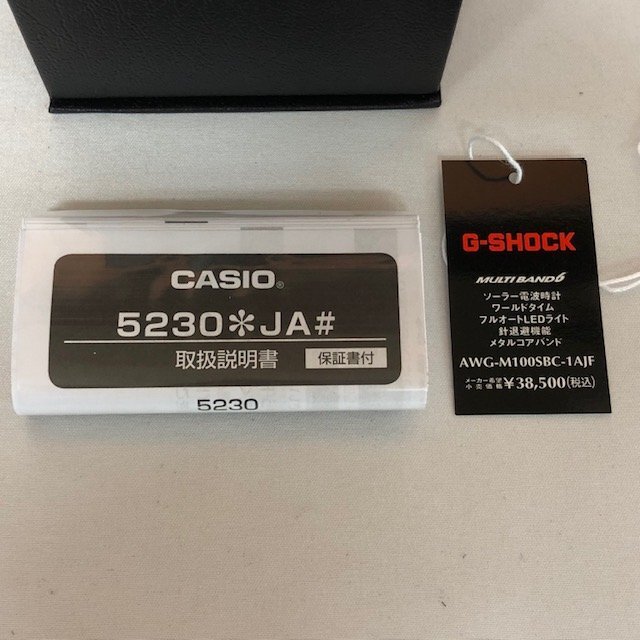 CASIO®
5230✽JA#
取扱説明書 保証書付
5230
G-SHOCK
MULTIBAND6
ソーラー電波時計
ワールドタイム
フルオートLEDライト
針退避機能
メタルコアバンド
AWG-M100SBC-1AJF
メーカー希望小売価格 ¥38,500(税込)